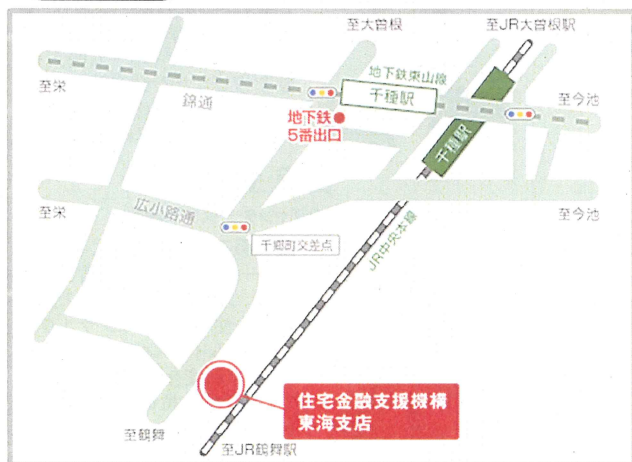 至大曽根
至JR大曽根駅
地下鉄東山線
至栄
錦通
千種駅
至今池
地下鉄
5番出口
千種駅
至栄
広小路通
至今池
千郷町交差点
JR中央本線
住宅金融支援機構
東海支店
至鶴舞
至JR鶴舞駅